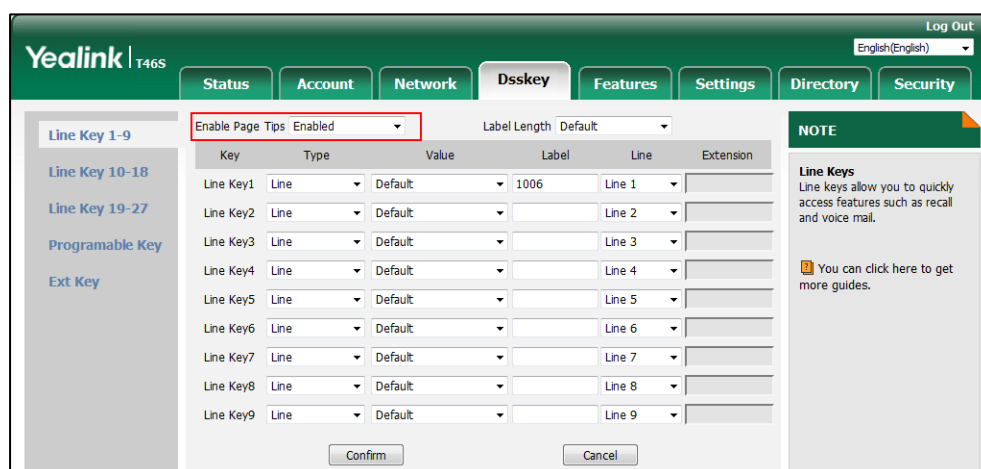 Log Out
Yealink T46S
English(English)
Status Account Network Dsskey Features Settings Directory Security
Line Key 1-9
Line Key 10-18
Line Key 19-27
Programable Key
Ext Key
Enable Page Tips Enabled Label Length Default
Key Type Value Label Line Extension
Line Key1 Line Default 1006 Line 1
Line Key2 Line Default Line 2
Line Key3 Line Default Line 3
Line Key4 Line Default Line 4
Line Key5 Line Default Line 5
Line Key6 Line Default Line 6
Line Key7 Line Default Line 7
Line Key8 Line Default Line 8
Line Key9 Line Default Line 9
Confirm Cancel
NOTE
Line Keys
Line keys allow you to quickly
access features such as recall
and voice mail.
You can click here to get
more guides.